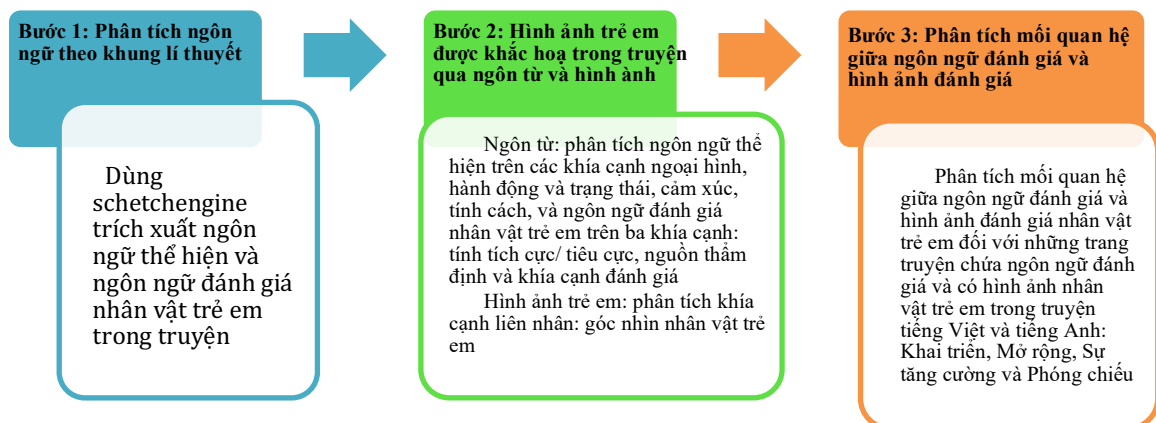 Bước 1: Phân tích ngôn
ngữ theo khung lí thuyết
Dùng
schetchengine
trích xuất ngôn
ngữ thể hiện và
ngôn ngữ đánh giá
nhân vật trẻ em
trong truyện
Bước 2: Hình ảnh trẻ em
được khắc hoạ trong truyện
qua ngôn từ và hình ành
Ngôn từ: phân tích ngôn ngữ thể
hiện trên các khía cạnh ngoại hình,
hành động và trạng thái, cảm xúc,
tính cách, và ngôn ngữ đánh giá
nhân vật trẻ em trên ba khía cạnh:
tính tích cực/ tiêu cực, nguồn thẩm
định và khía cạnh đánh giá
Hình ảnh trẻ em: phân tích khía
cạnh liên nhân: góc nhìn nhân vật trẻ
em
Bước 3: Phân tích mối quan hệ
giữa ngôn ngữ đánh giá và
hình ảnh đánh giá
Phân tích mối quan hệ
giữa ngôn ngữ đánh giá và
hình ảnh đánh giá nhân vật
trẻ em đối với những trang
truyện chứa ngôn ngữ đánh
giá và có hình ảnh nhân
vật trẻ em trong truyện
tiếng Việt và tiếng Anh:
Khai triển, Mở rộng, Sự
tăng cường và Phóng chiếu